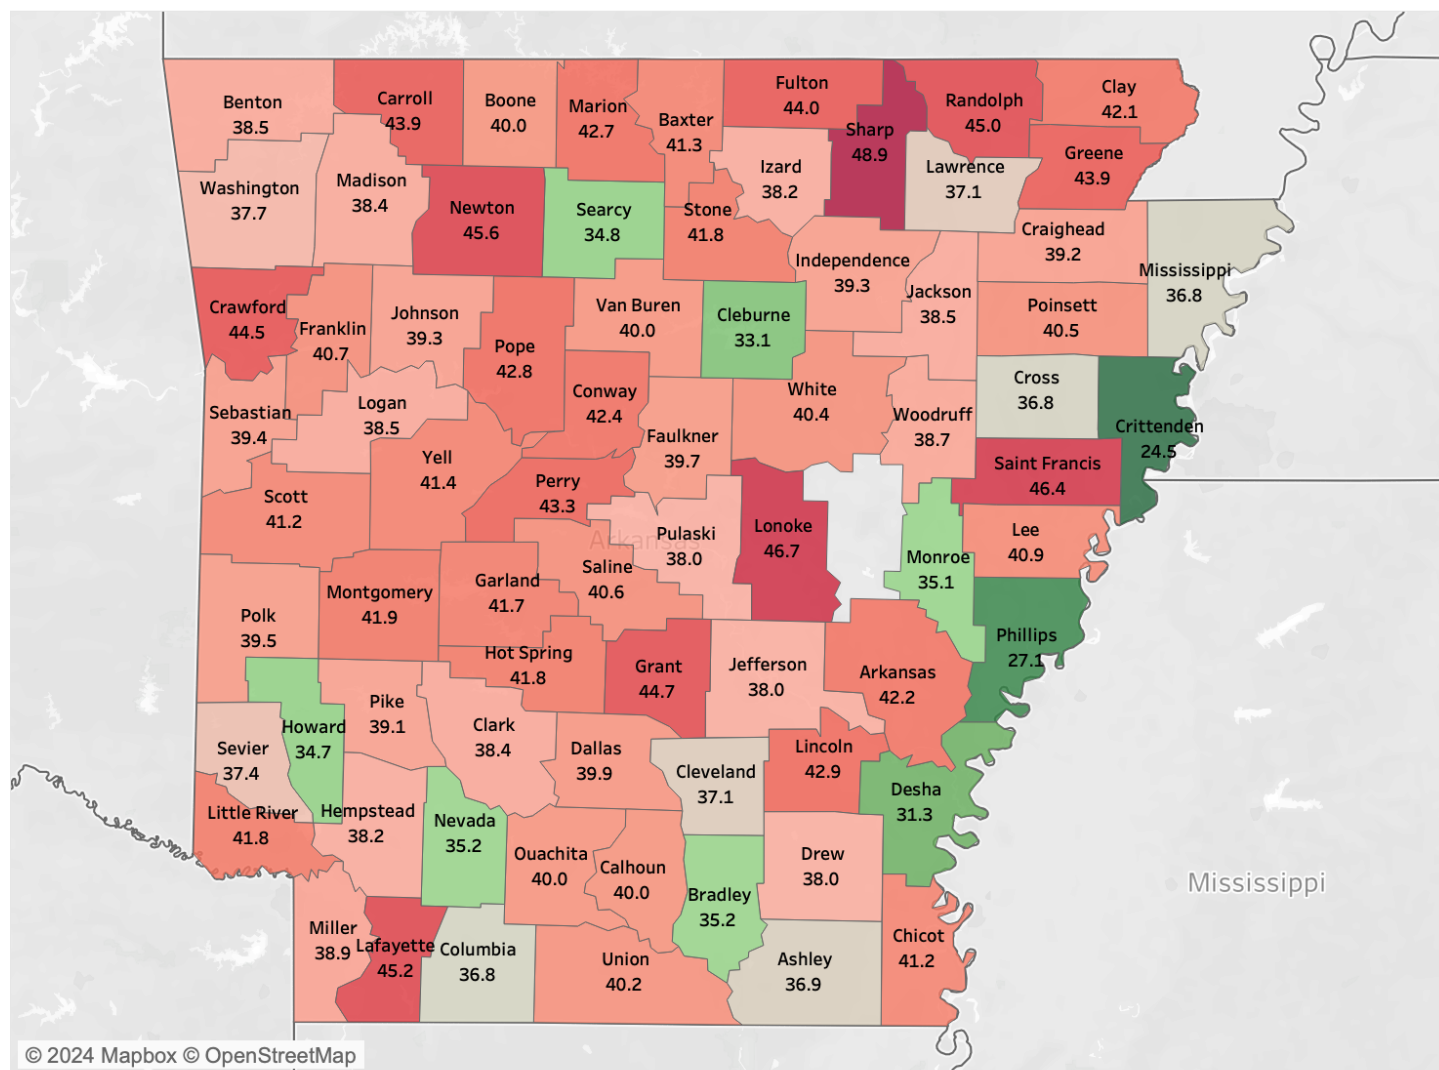 Benton
38.5
Carroll
43.9
Boone
40.0
Marion
42.7
Baxter
41.3
Fulton
44.0
Sharp
48.9
Randolph
45.0
Clay
42.1
Greene
43.9
Washington
37.7
Madison
38.4
Newton
45.6
Searcy
34.8
Stone
41.8
Izard
38.2
Lawrence
37.1
Craighead
39.2
Mississippi
36.8
Crawford
44.5
Franklin
40.7
Johnson
39.3
Pope
42.8
Van Buren
40.0
Cleburne
33.1
Independence
39.3
Jackson
38.5
Poinsett
40.5
Sebastian
39.4
Logan
38.5
Conway
42.4
White
40.4
Woodruff
38.7
Cross
36.8
Crittenden
24.5
Scott
41.2
Yell
41.4
Perry
43.3
Faulkner
39.7
Saint Francis
46.4
Arkansas
Pulaski
38.0
Lonoke
46.7
Lee
40.9
Monroe
35.1
Polk
39.5
Montgomery
41.9
Garland
41.7
Saline
40.6
Phillips
27.1
Hot Spring
41.8
Grant
44.7
Jefferson
38.0
Arkansas
42.2
Howard
34.7
Pike
39.1
Clark
38.4
Sevier
37.4
Dallas
39.9
Cleveland
37.1
Lincoln
42.9
Desha
31.3
Little River
41.8
Hempstead
38.2
Nevada
35.2
Ouachita
40.0
Calhoun
40.0
Bradley
35.2
Drew
38.0
Mississippi
Miller
38.9
Lafayette
45.2
Columbia
36.8
Union
40.2
Ashley
36.9
Chicot
41.2
© 2024 Mapbox © OpenStreetMap